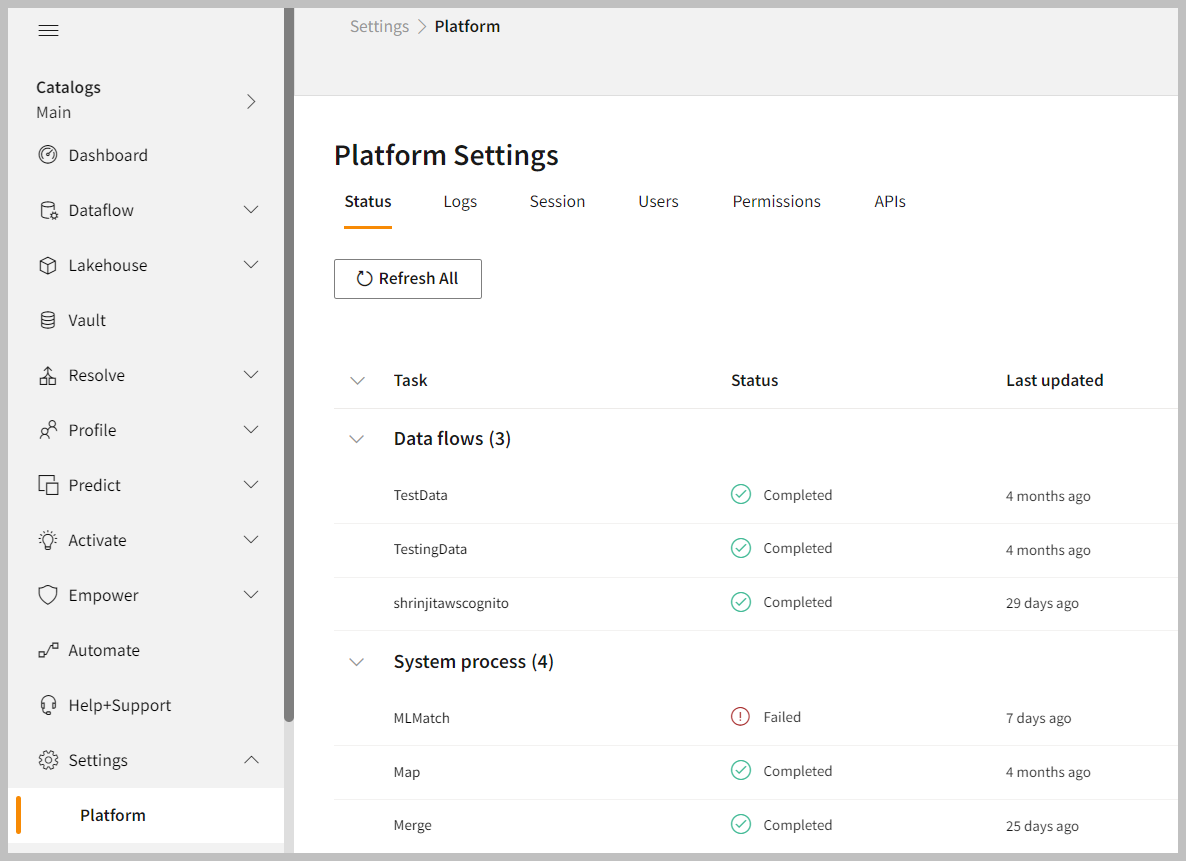 Settings > Platform
Catalogs
Main
Dashboard
Dataflow
Lakehouse
Vault
Resolve
Profile
Predict
Activate
Empower
Automate
Help+Support
Settings
Platform
Platform Settings
Status Logs Session Users Permissions APIs
Refresh All
Task Status Last updated
Data flows (3)
TestData Completed 4 months ago
TestingData Completed 4 months ago
shrinjitawscognito Completed 29 days ago
System process (4)
MLMatch Failed 7 days ago
Map Completed 4 months ago
Merge Completed 25 days ago